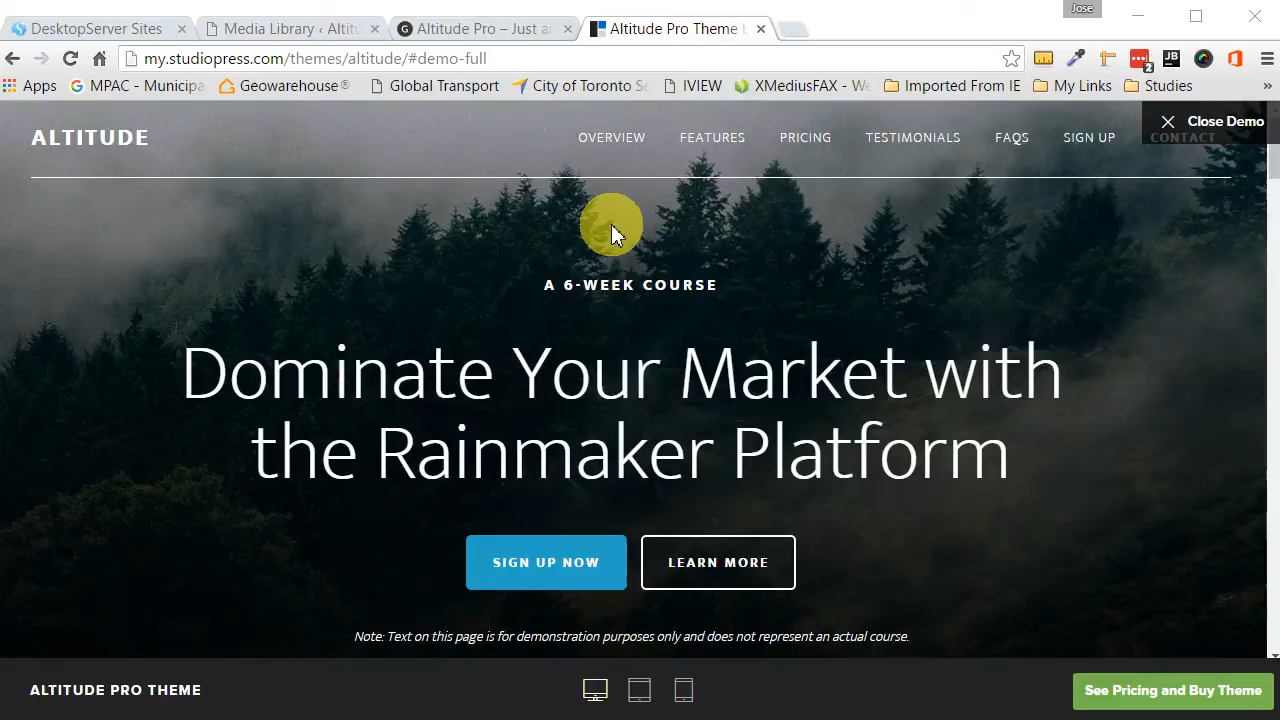 Jose
DesktopServer Sites
Media Library ‹ Altitu
Altitude Pro – Just an
Altitude Pro Theme b
my.studiopress.com/themes/altitude/#demo-full
2
JB
Apps
MPAC - Municipa
Geowarehouse®
Global Transport
City of Toronto Se
IVIEW
XMediusFAX - We
Imported From IE
My Links
Studies
»
ALTITUDE
OVERVIEW
FEATURES
PRICING
TESTIMONIALS
FAQS
SIGN UP
CONTACT
Close Demo
A 6-WEEK COURSE
Dominate Your Market with
the Rainmaker Platform
SIGN UP NOW
LEARN MORE
Note: Text on this page is for demonstration purposes only and does not represent an actual course.
ALTITUDE PRO THEME
See Pricing and Buy Theme